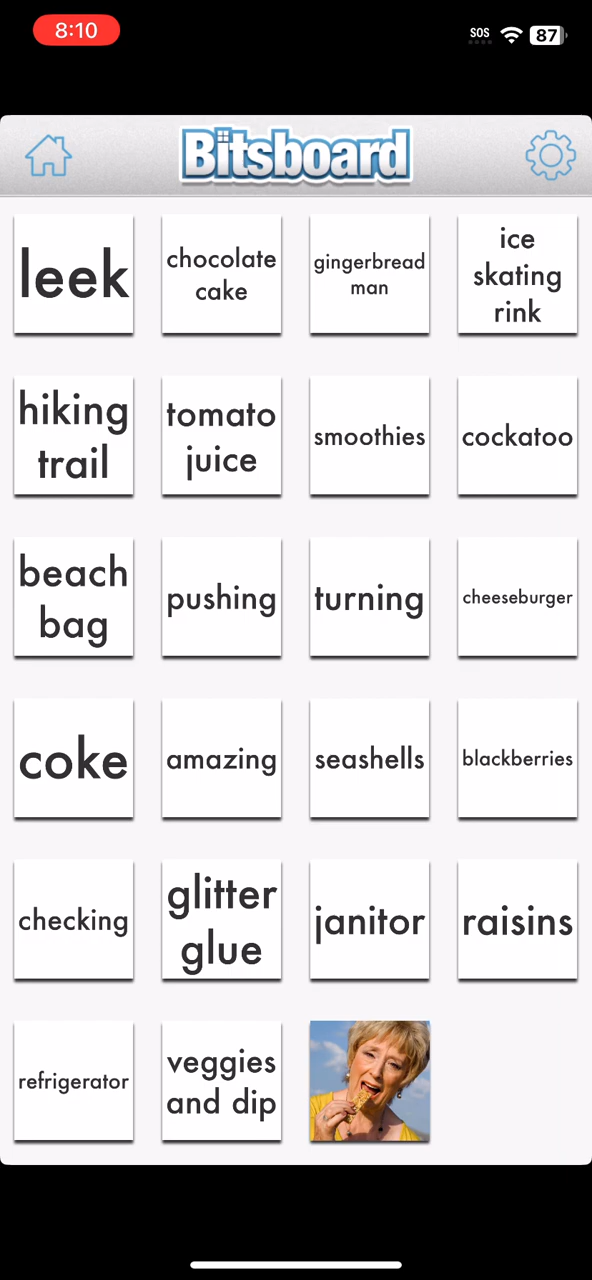 8:10
SOS
87
Bitsboard
leek
chocolate
cake
gingerbread
man
ice
skating
rink
hiking
trail
tomato
juice
smoothies
cockatoo
beach
bag
pushing
turning
cheeseburger
coke
amazing
seashells
blackberries
checking
glitter
glue
janitor
raisins
refrigerator
veggies
and dip